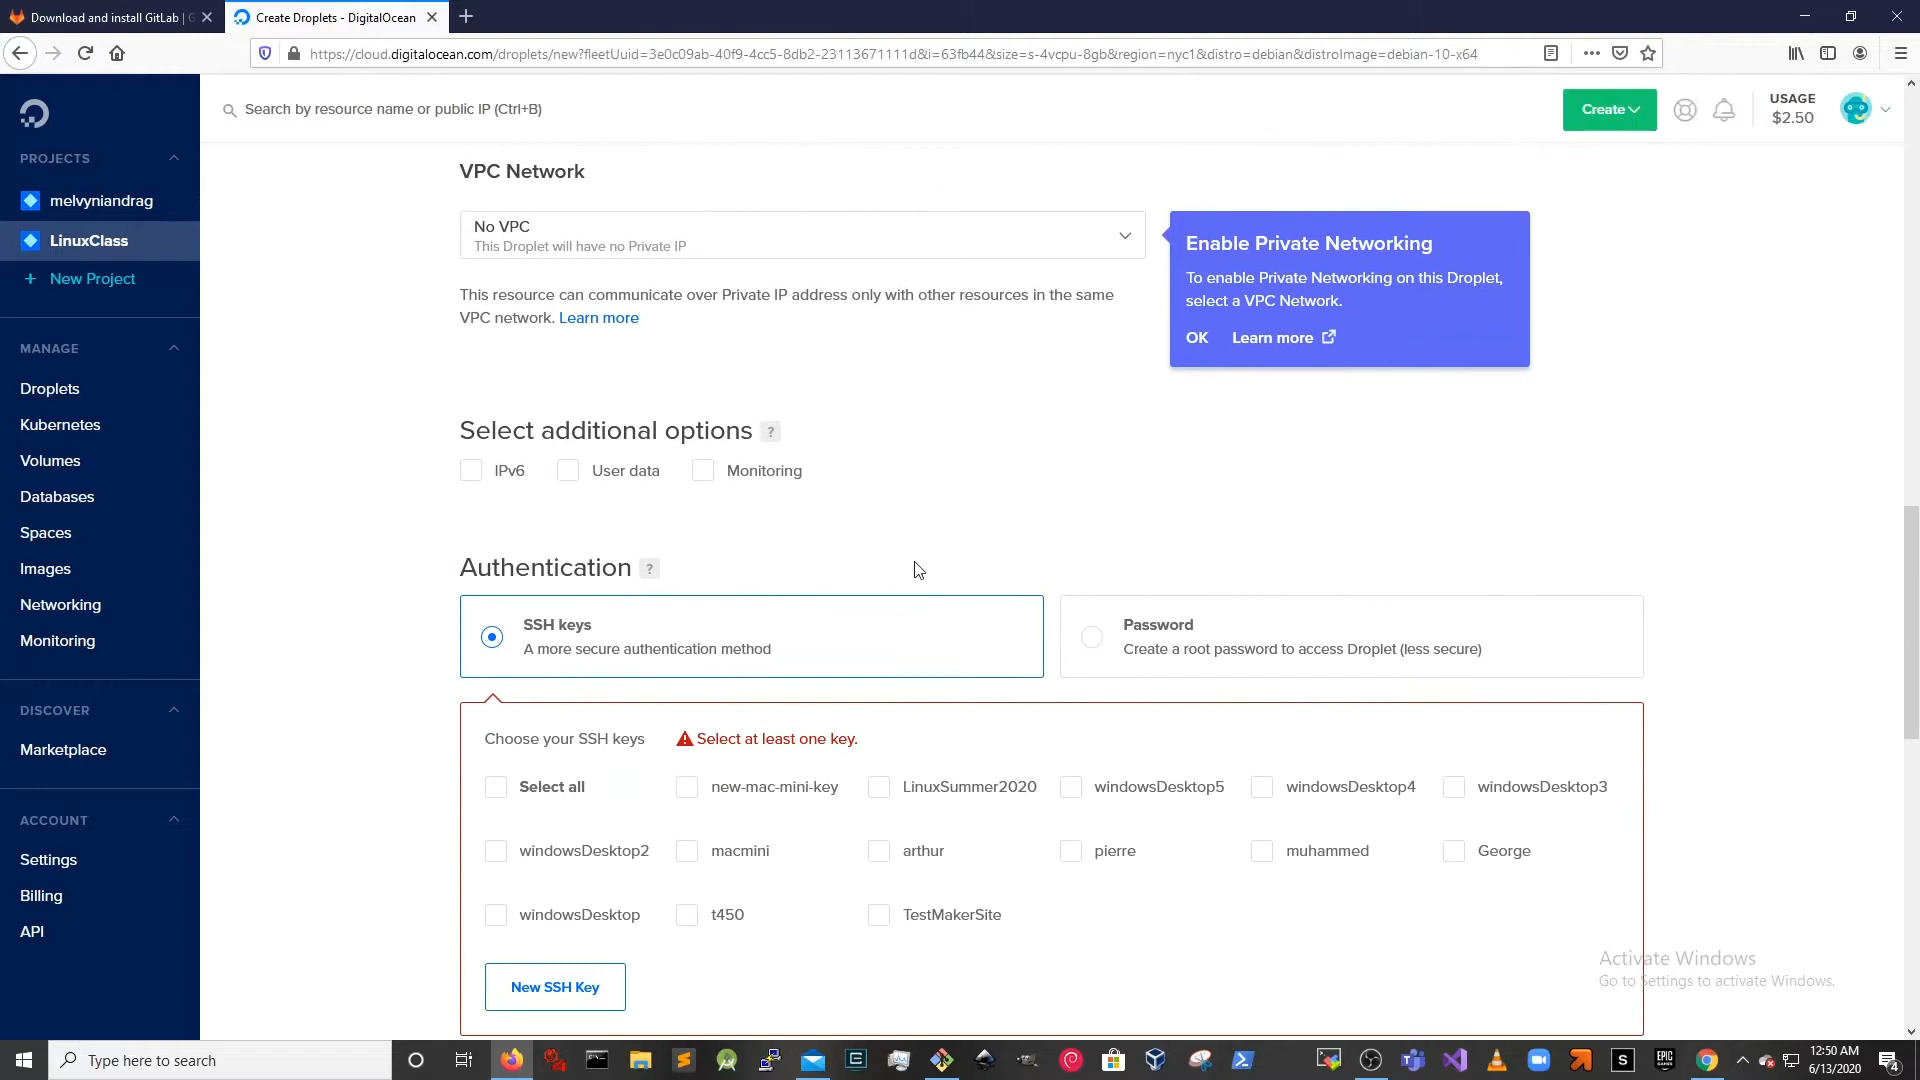 Download and install GitLab | G
Create Droplets - DigitalOcean
https://cloud.digitalocean.com/droplets/new?fleetUuid=3e0c09ab-40f9-4cc5-8db2-23113671111d&i=63fb44&size=s-4vcpu-8gb&region=nyc1&distro=debian&distroImage=debian-10-x64
Search by resource name or public IP (Ctrl+B)
Create
USAGE
$2.50
PROJECTS
melvyniandrag
LinuxClass
+ New Project
MANAGE
Droplets
Kubernetes
Volumes
Databases
Spaces
Images
Networking
Monitoring
DISCOVER
Marketplace
ACCOUNT
Settings
Billing
API
VPC Network
No VPC
This Droplet will have no Private IP
This resource can communicate over Private IP address only with other resources in the same
VPC network. Learn more
Enable Private Networking
To enable Private Networking on this Droplet,
select a VPC Network.
OK Learn more
Select additional options ?
IPv6 User data Monitoring
Authentication ?
SSH keys
A more secure authentication method
Password
Create a root password to access Droplet (less secure)
Choose your SSH keys Select at least one key.
Select all new-mac-mini-key LinuxSummer2020 windowsDesktop5 windowsDesktop4 windowsDesktop3
windowsDesktop2 macmini arthur pierre muhammed George
windowsDesktop t450 TestMakerSite
New SSH Key
Activate Windows
Go to Settings to activate Windows.
Type here to search
12:50 AM
6/13/2020
4